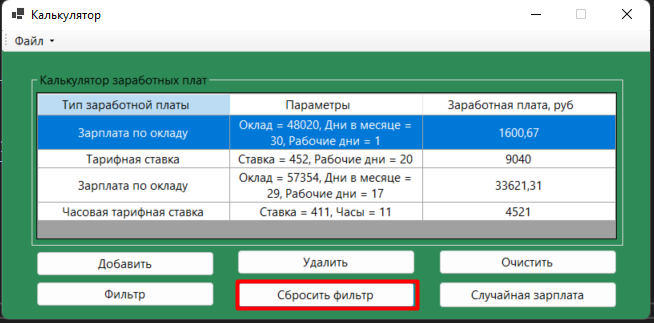 Калькулятор
Файл
Калькулятор заработных плат
Тип заработной платы Параметры Заработная плата, руб
Зарплата по окладу Оклад = 48020, Дни в месяце = 30, Рабочие дни = 1 1600,67
Тарифная ставка Ставка = 452, Рабочие дни = 20 9040
Зарплата по окладу Оклад = 57354, Дни в месяце = 29, Рабочие дни = 17 33621,31
Часовая тарифная ставка Ставка = 411, Часы = 11 4521
Добавить Удалить Очистить
Фильтр Сбросить фильтр Случайная зарплата